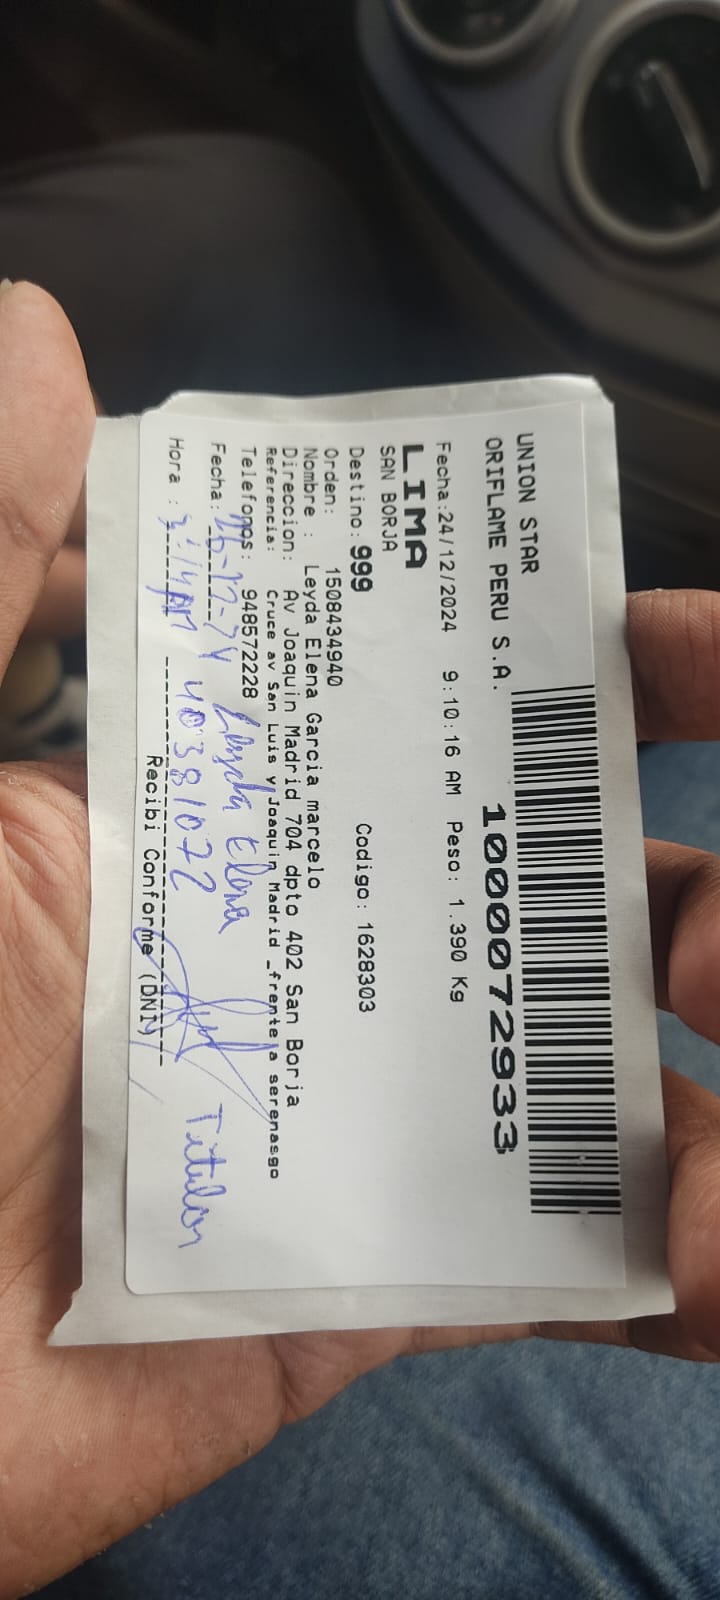 UNION STAR
ORIFLAME PERU S.A. 1000072933
Fecha:24/12/2024 9:10:16 AM Peso: 1.390 Kg
LIMA
SAN BORJA
Destino: 999 Codigo: 1628303
Orden: 1508434940
Nombre : Leyda Elena Garcia marcelo
Direccion: Av Joaquin Madrid 704 dpto 402 San Borja
Referencia: Cruce av San Luis y Joaquin Madrid _frente a serenasgo
Telefonos: 948572228
Fecha: 26-12-24 Leyda Elena
Hora : 2:14pm 40381072 Titular
Recibi Conforme (DNI)